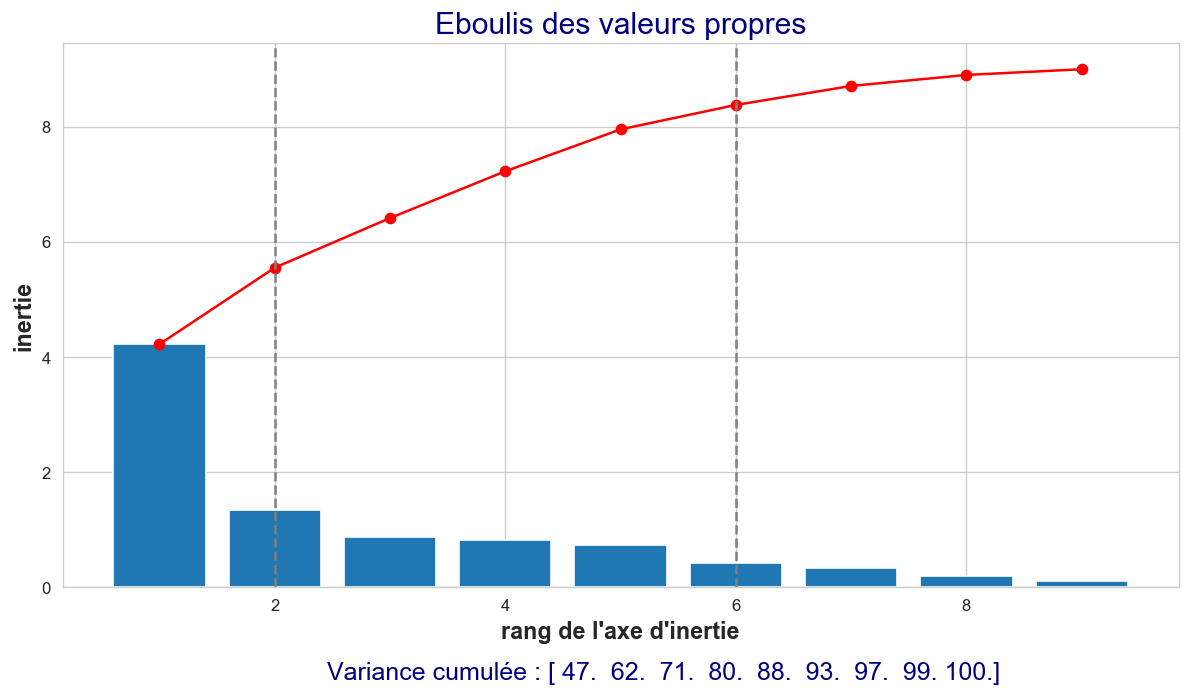 Eboulis des valeurs propres
inertie
8
6
4
2
0
2 4 6 8
rang de l'axe d'inertie
Variance cumulée : [ 47. 62. 71. 80. 88. 93. 97. 99. 100.]